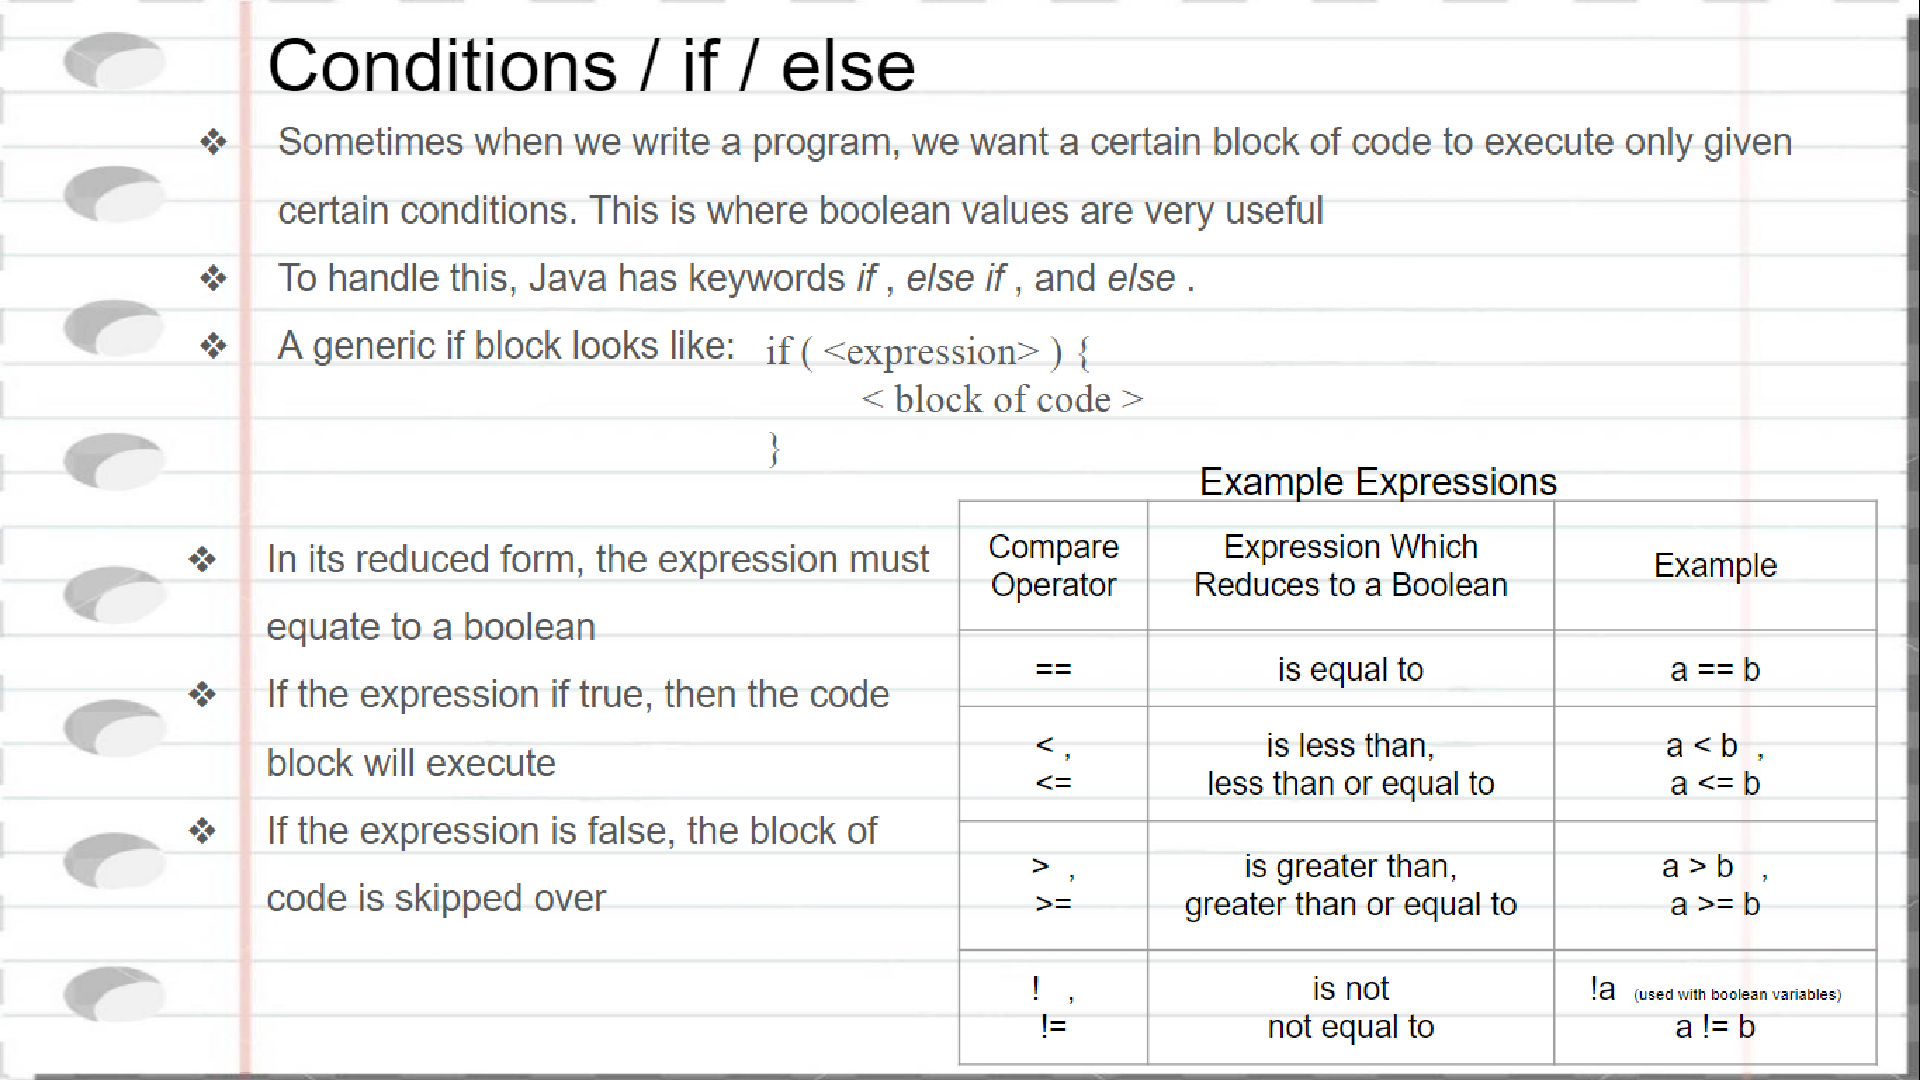 Conditions / if / else
❖ Sometimes when we write a program, we want a certain block of code to execute only given
certain conditions. This is where boolean values are very useful
❖ To handle this, Java has keywords if , else if , and else .
❖ A generic if block looks like:
if ( <expression> ) {
< block of code >
}
❖ In its reduced form, the expression must
equate to a boolean
❖ If the expression if true, then the code
block will execute
❖ If the expression is false, the block of
code is skipped over
Example Expressions
Compare
Operator
Expression Which
Reduces to a Boolean
Example
==
is equal to
a == b
< ,
<=
is less than,
less than or equal to
a < b ,
a <= b
> ,
>=
is greater than,
greater than or equal to
a > b ,
a >= b
! ,
!=
is not
not equal to
!a (used with boolean variables)
a != b